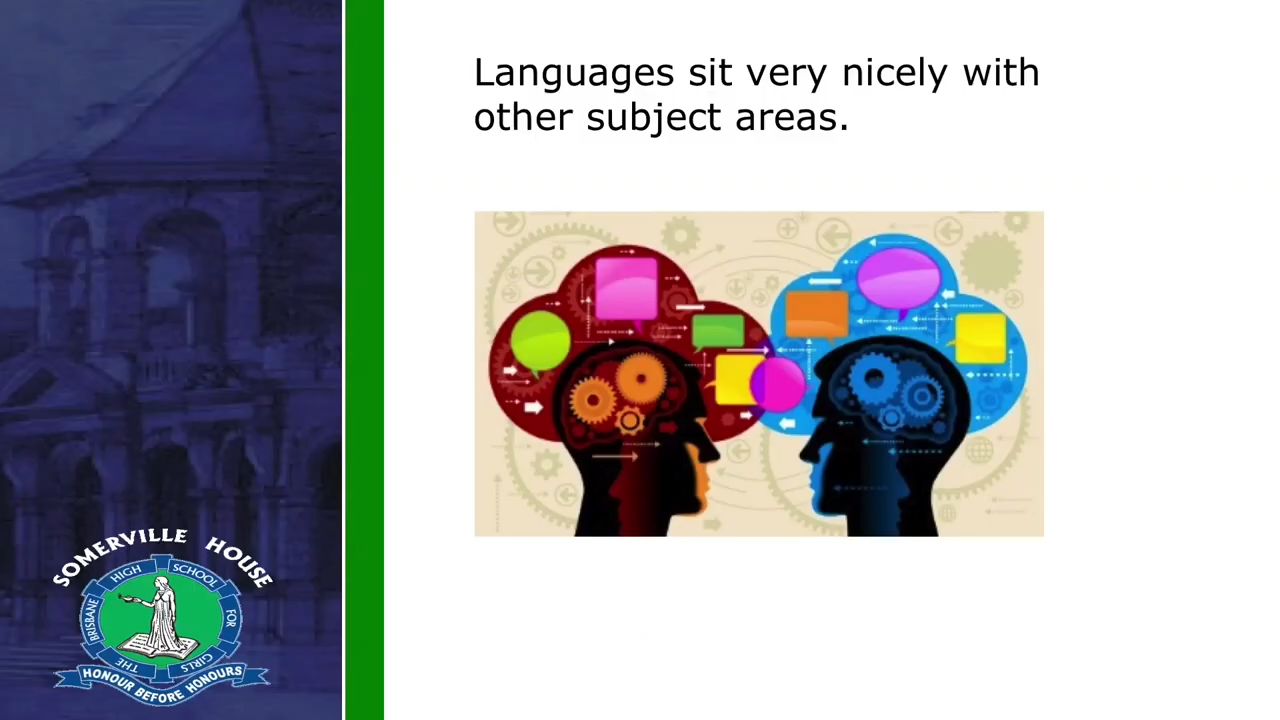 Languages sit very nicely with
other subject areas.
SOMERVILLE HOUSE
THE BRISBANE HIGH SCHOOL FOR GIRLS
HONOUR BEFORE HONOURS